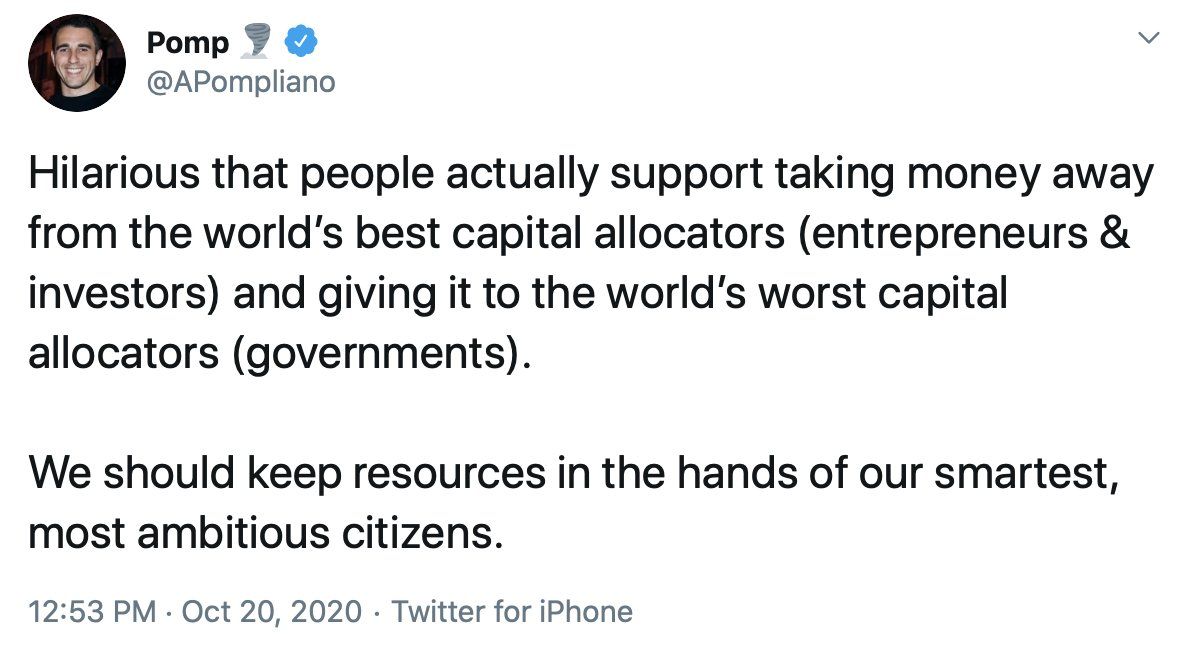 Pomp 🌪
@APompliano
Hilarious that people actually support taking money away
from the world’s best capital allocators (entrepreneurs &
investors) and giving it to the world’s worst capital
allocators (governments).
We should keep resources in the hands of our smartest,
most ambitious citizens.
12:53 PM · Oct 20, 2020 · Twitter for iPhone